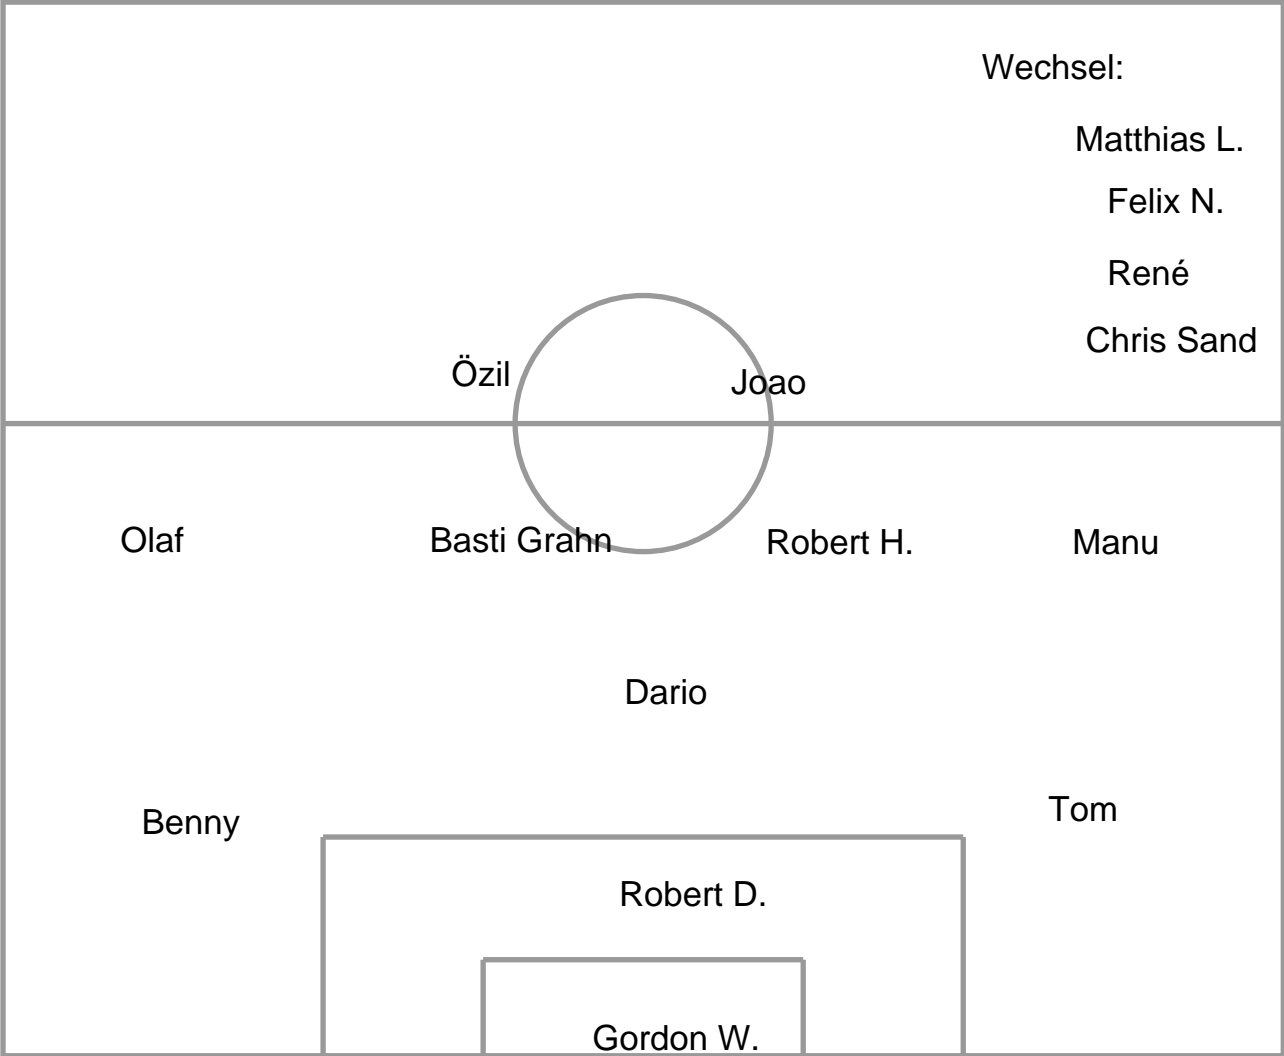 Wechsel:
Matthias L.
Felix N.
René
Chris Sand
Özil
Joao
Olaf
Basti Grahn
Robert H.
Manu
Dario
Benny
Tom
Robert D.
Gordon W.